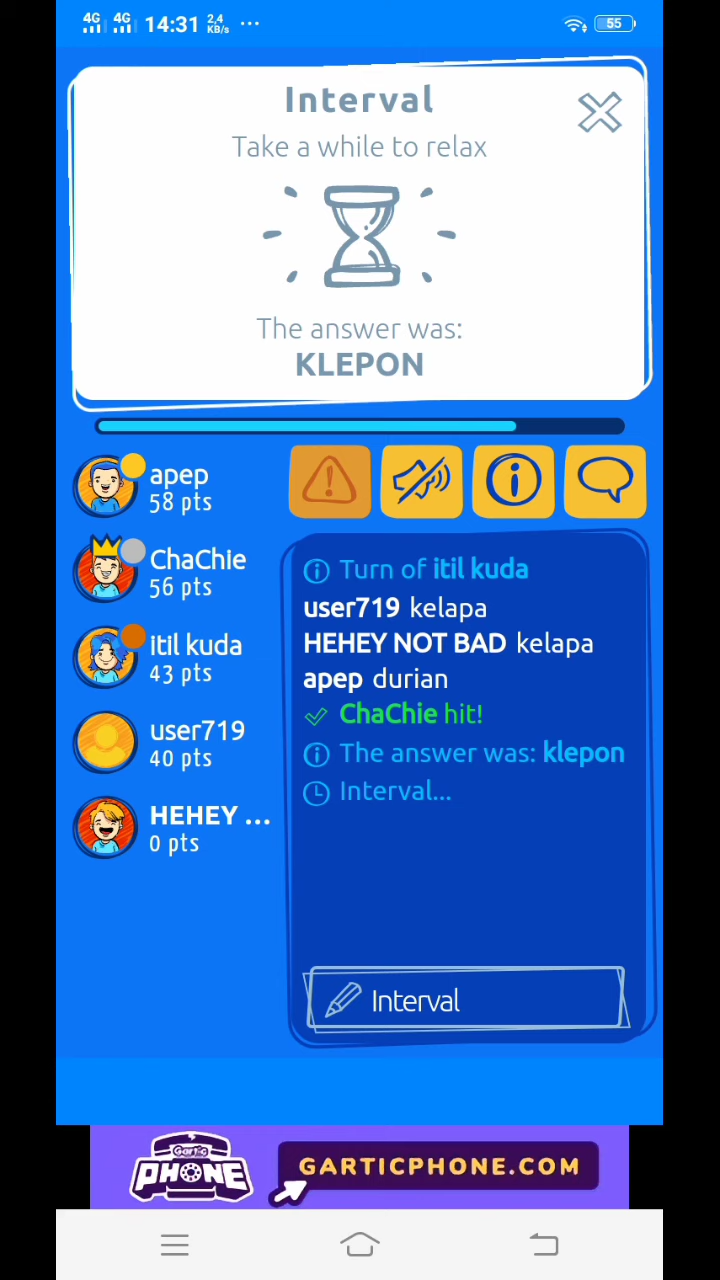 4G 4G 14:31 2,4 KB/s ... 55
Interval
Take a while to relax
The answer was:
KLEPON
apep
58 pts
ChaChie
56 pts
itil kuda
43 pts
user719
40 pts
HEHEY ...
0 pts
Turn of itil kuda
user719 kelapa
HEHEY NOT BAD kelapa
apep durian
ChaChie hit!
The answer was: klepon
Interval...
Interval
Gartic
PHONE
GARTICPHONE.COM